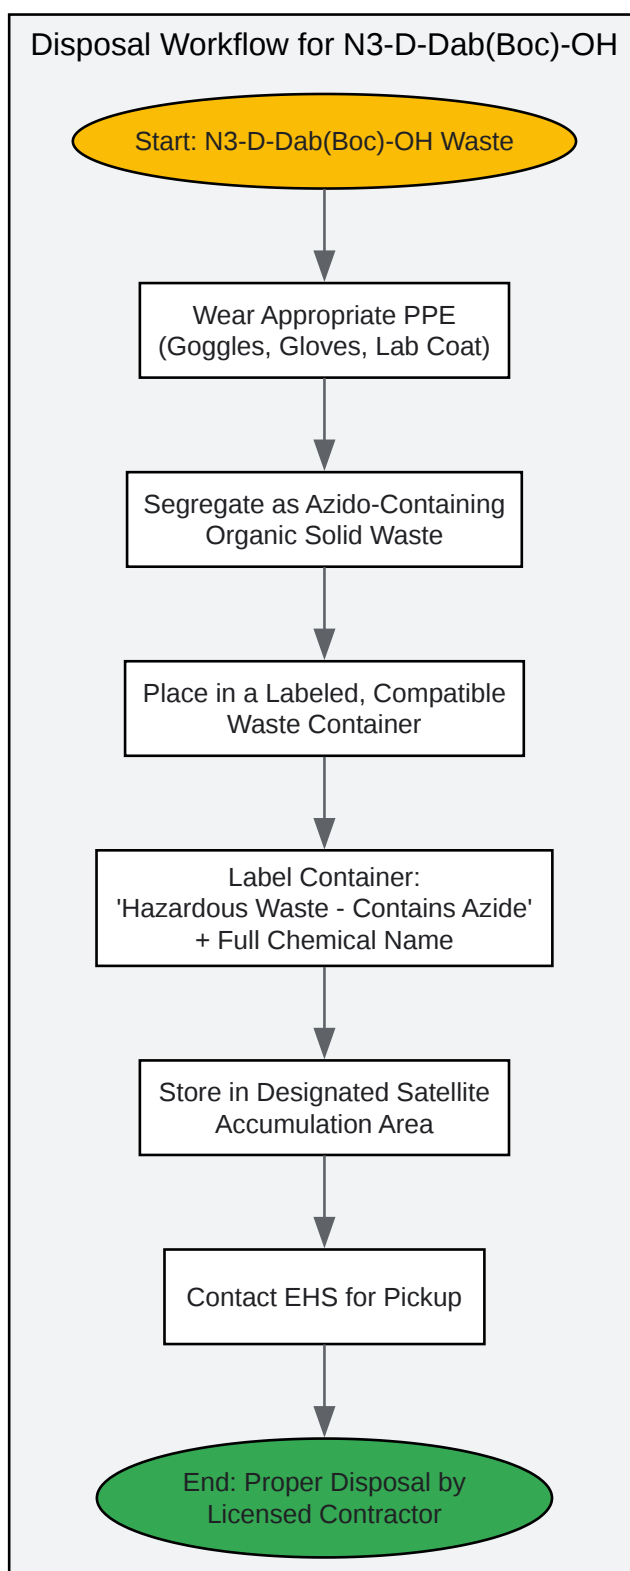 Disposal Workflow for N3-D-Dab(Boc)-OH
Start: N3-D-Dab(Boc)-OH Waste
Wear Appropriate PPE
(Goggles, Gloves, Lab Coat)
Segregate as Azido-Containing
Organic Solid Waste
Place in a Labeled, Compatible
Waste Container
Label Container:
'Hazardous Waste - Contains Azide'
+ Full Chemical Name
Store in Designated Satellite
Accumulation Area
Contact EHS for Pickup
End: Proper Disposal by
Licensed Contractor